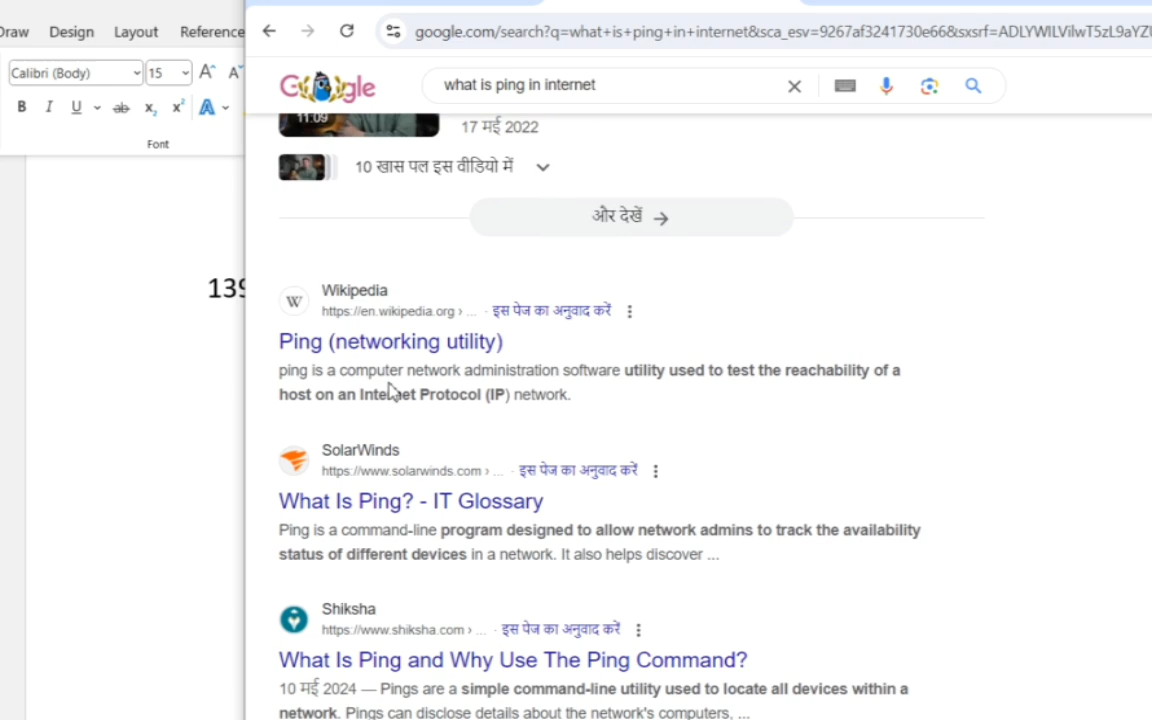 Draw Design Layout Reference
google.com/search?q=what+is+ping+in+internet&sca_esv=9267af3241730e66&sxsrf=ADLYWILVilwT5zL9aYZU
Calibri (Body) 15 A A
B I U ab x₂ x² A
Font
Google
what is ping in internet
11:09
17 मई 2022
10 खास पल इस वीडियो में
और देखें →
139
W
Wikipedia
https://en.wikipedia.org › ... · इस पेज का अनुवाद करें
Ping (networking utility)
ping is a computer network administration software utility used to test the reachability of a
host on an Internet Protocol (IP) network.
SolarWinds
https://www.solarwinds.com › ... · इस पेज का अनुवाद करें
What Is Ping? - IT Glossary
Ping is a command-line program designed to allow network admins to track the availability
status of different devices in a network. It also helps discover ...
Shiksha
https://www.shiksha.com › ... · इस पेज का अनुवाद करें
What Is Ping and Why Use The Ping Command?
10 मई 2024 — Pings are a simple command-line utility used to locate all devices within a
network. Pings can disclose details about the network's computers, ...